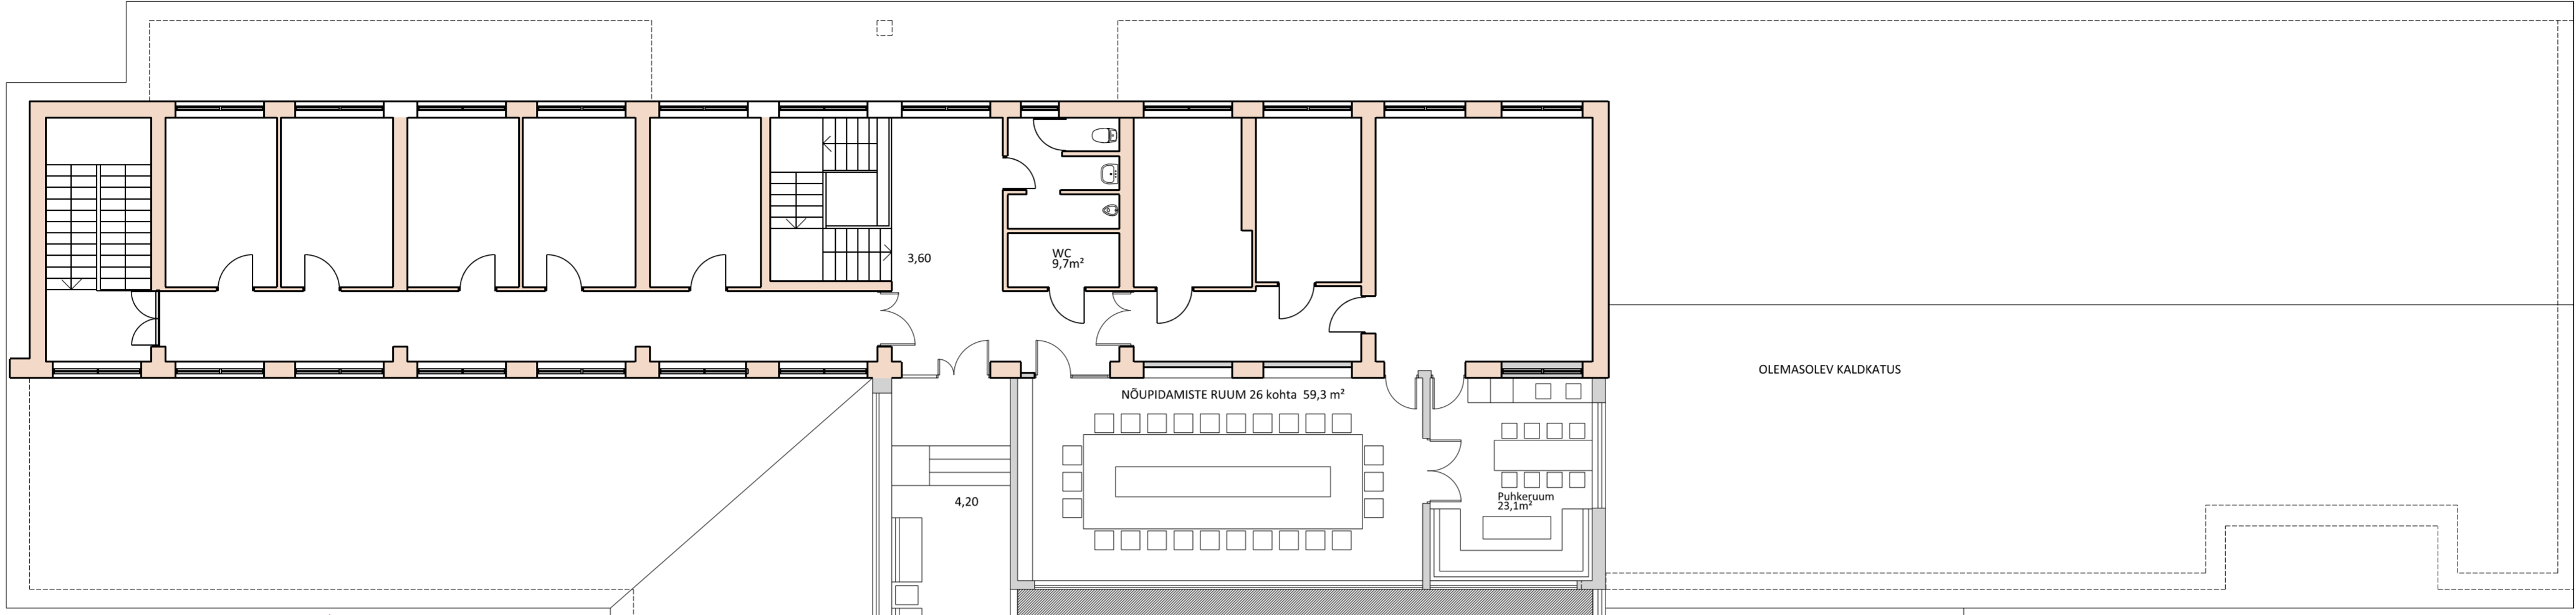 3,60
WC
9,7m²
OLEMASOLEV KALDKATUS
NÕUPIDAMISTE RUUM 26 kohta 59,3 m²
4,20
Puhkeruum
23,1m²